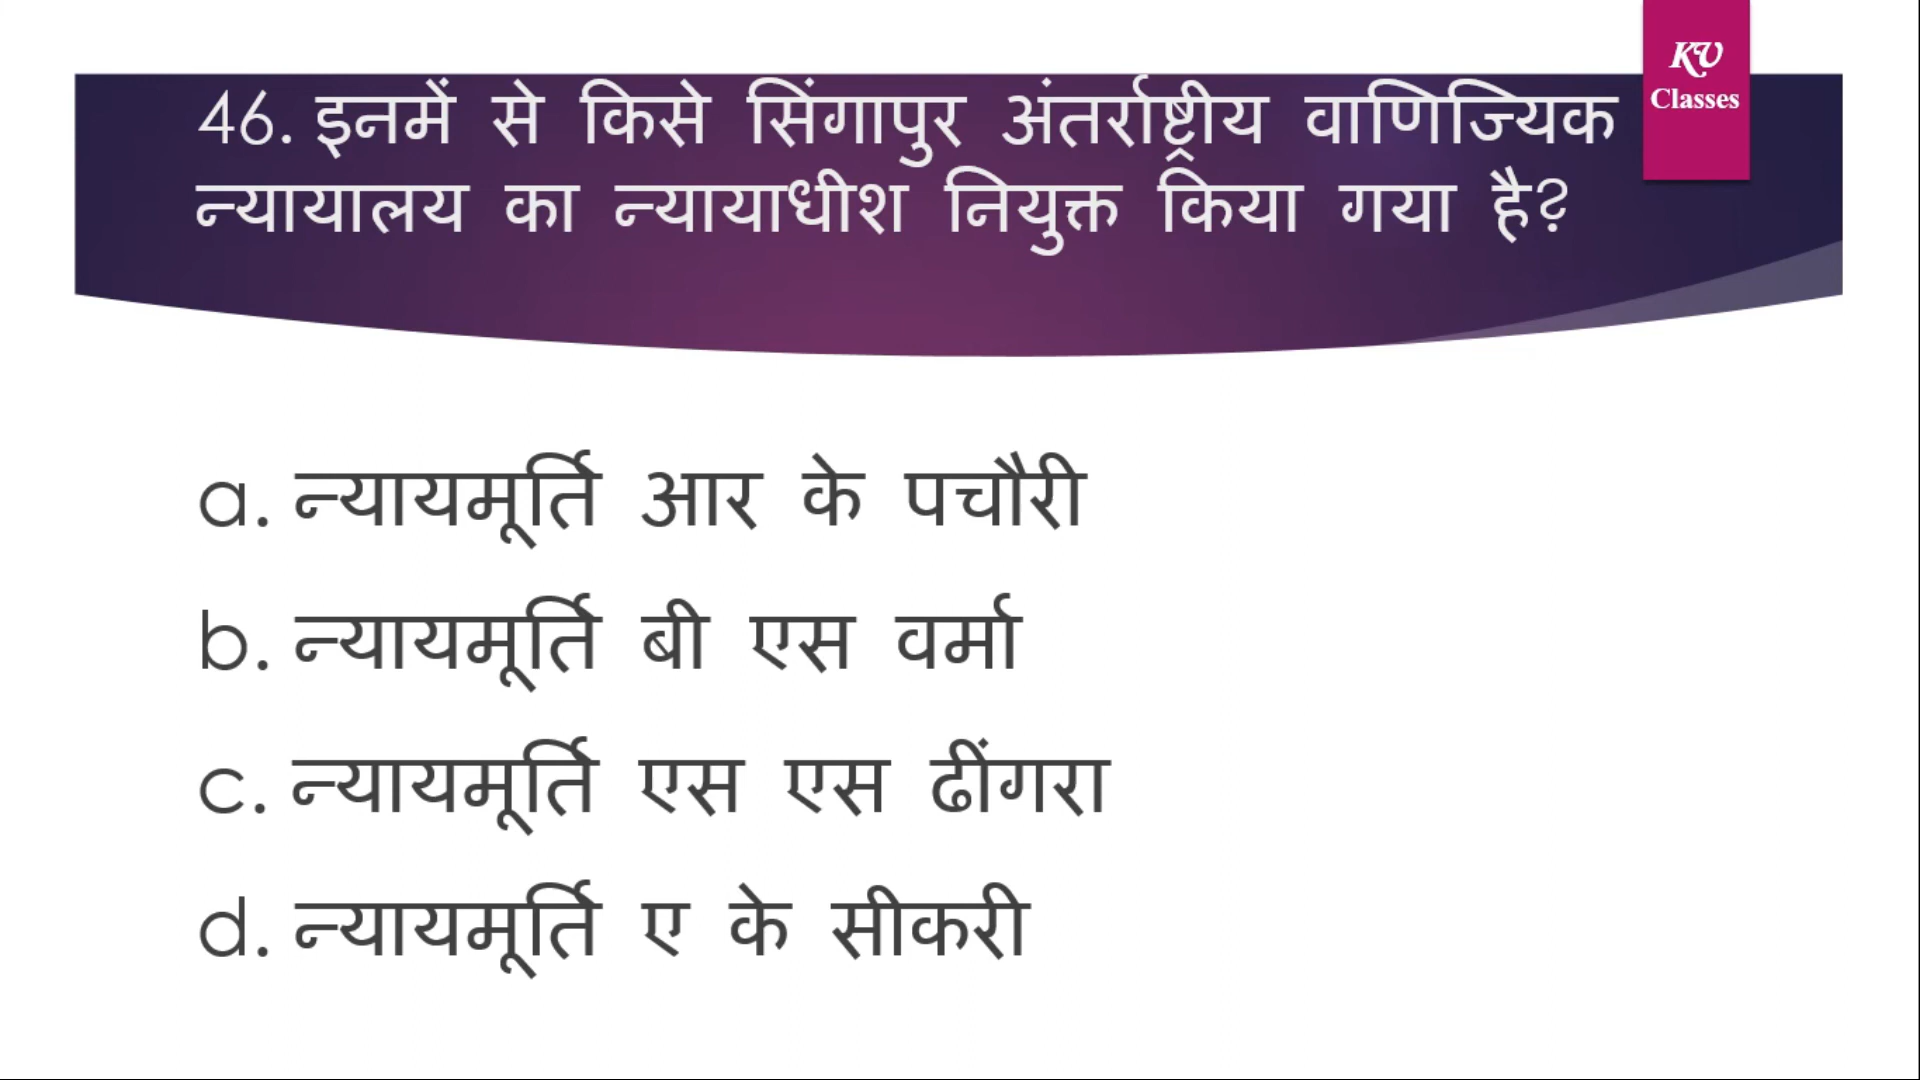 KV
Classes
46. इनमें से किसे सिंगापुर अंतर्राष्ट्रीय वाणिज्यिक
न्यायालय का न्यायाधीश नियुक्त किया गया है?
a. न्यायमूर्ति आर के पचौरी
b. न्यायमूर्ति बी एस वर्मा
c. न्यायमूर्ति एस एस ढींगरा
d. न्यायमूर्ति ए के सीकरी